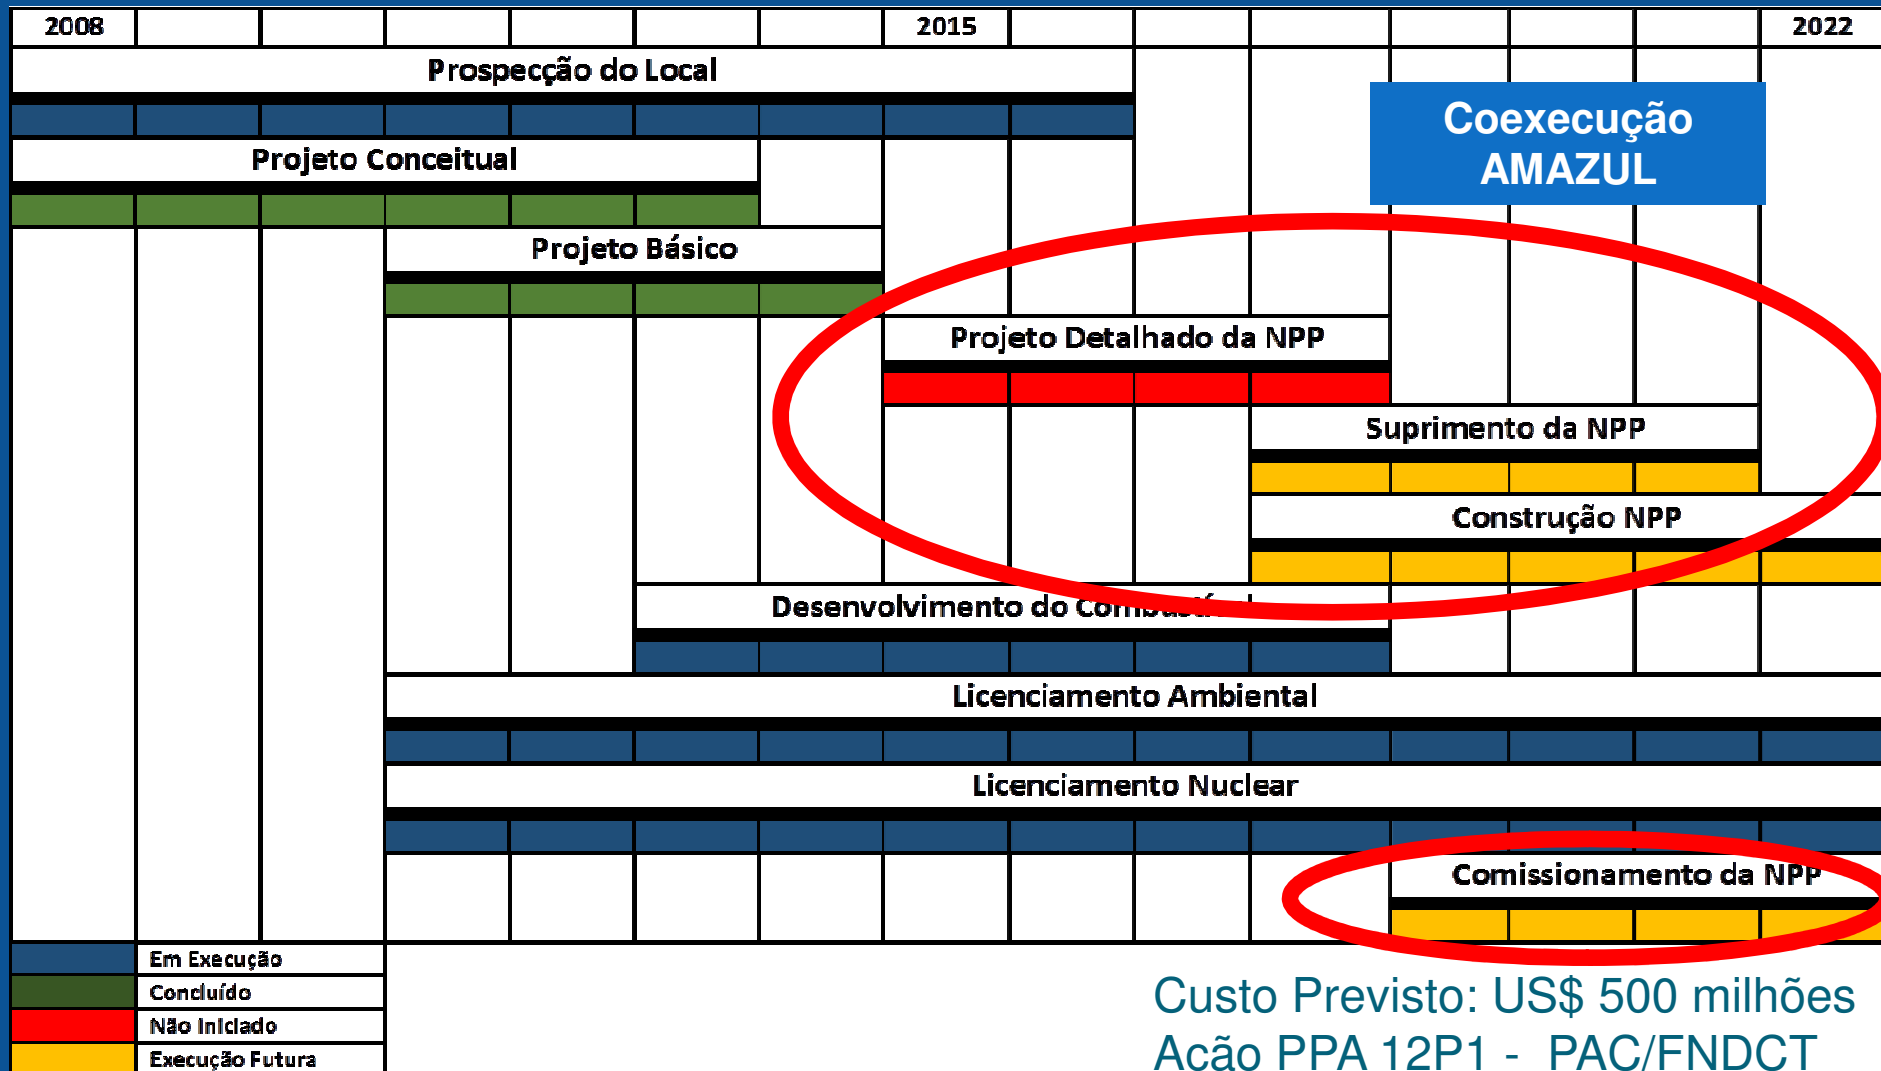 2008 2015 2022
Prospecção do Local
Coexecução
AMAZUL
Projeto Conceitual
Projeto Básico
Projeto Detalhado da NPP
Suprimento da NPP
Construção NPP
Desenvolvimento do Combustível
Licenciamento Ambiental
Licenciamento Nuclear
Comissionamento da NPP
Em Execução
Concluído
Não Iniciado
Execução Futura
Custo Previsto: US$ 500 milhões
Acão PPA 12P1 - PAC/FNDCT